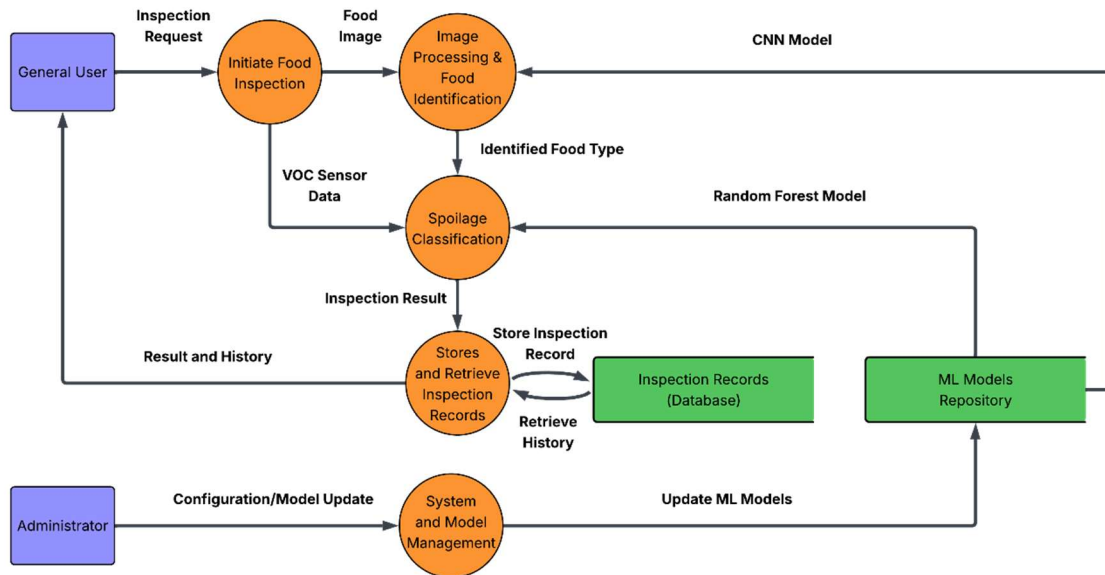 Inspection
Request
Food
Image
CNN Model
General User
Initiate Food
Inspection
Image
Processing &
Food
Identification
Identified Food Type
VOC Sensor
Data
Random Forest Model
Spoilage
Classification
Inspection Result
Store Inspection
Record
Result and History
Stores
and Retrieve
Inspection
Records
Inspection Records
(Database)
ML Models
Repository
Retrieve
History
Configuration/Model Update
Update ML Models
Administrator
System
and Model
Management